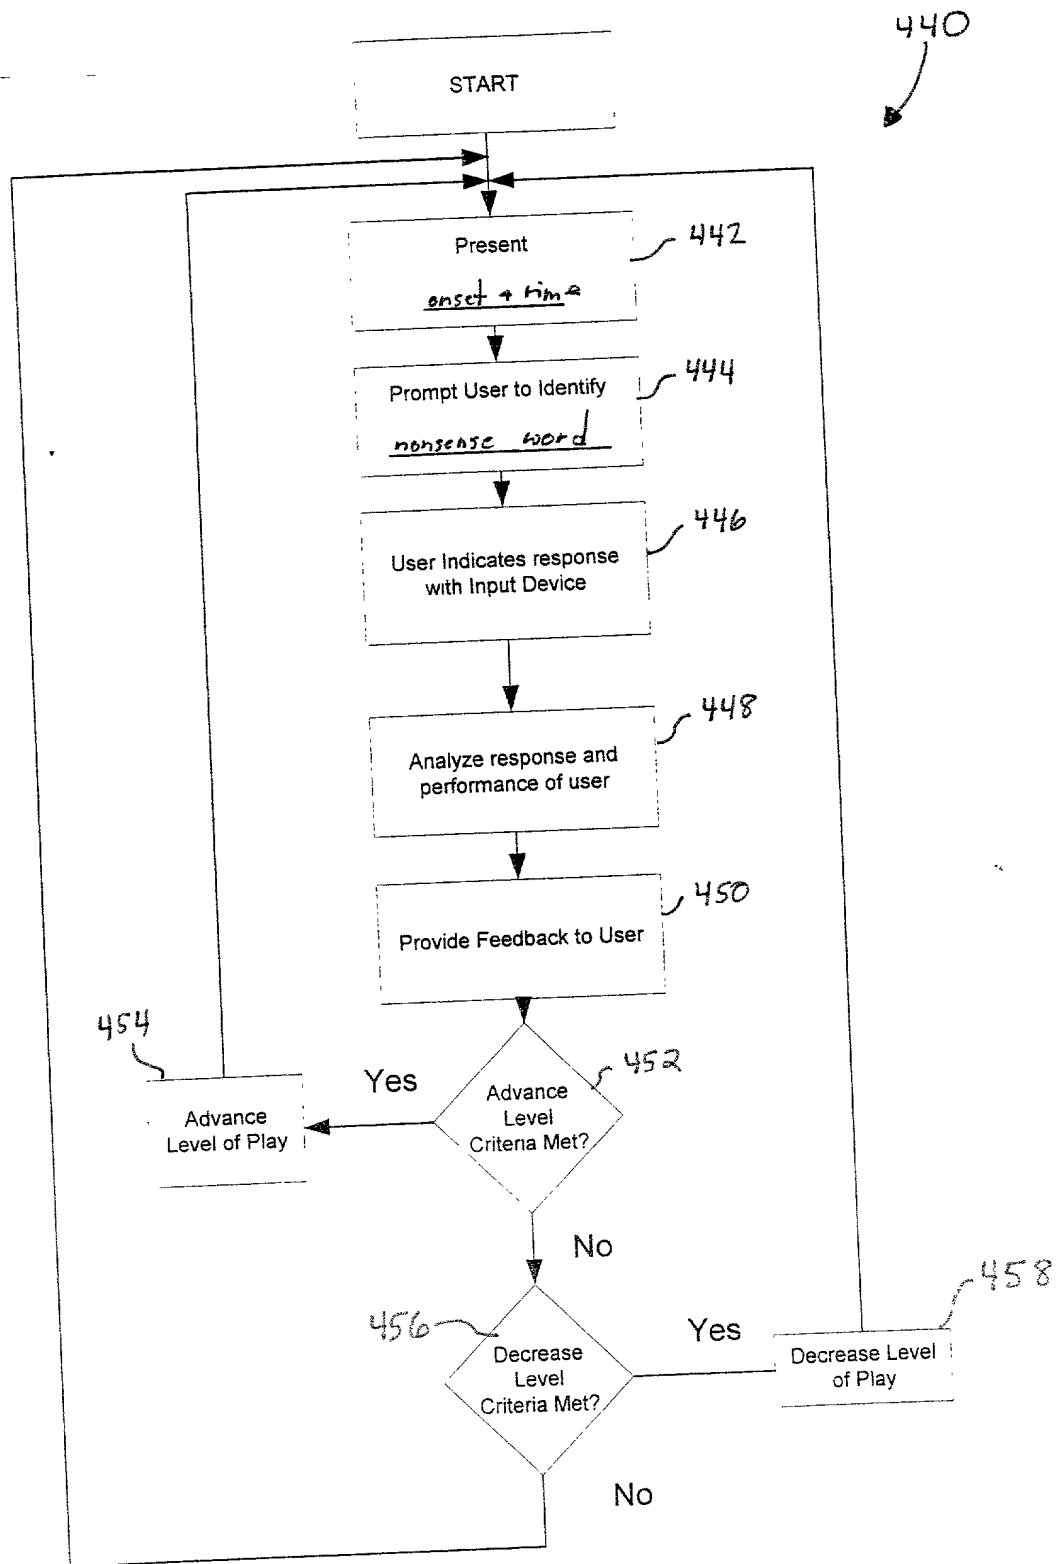 440
START
Present
442
onset + rime
Prompt User to Identify
444
nonsense word
446
User Indicates response
with Input Device
448
Analyze response and
performance of user
450
Provide Feedback to User
454
452
Yes
Advance
Level
Criteria Met?
Advance
Level of Play
No
458
456
Yes
Decrease
Level
Criteria Met?
Decrease Level
of Play
No